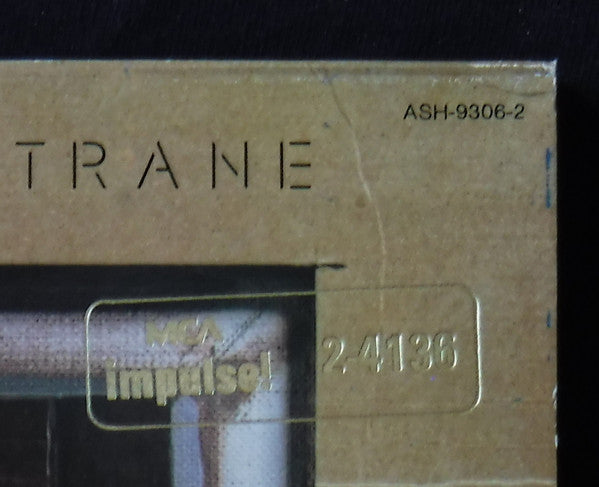 ASH-9306-2
TRANE
MCA
impulse!
2-4136